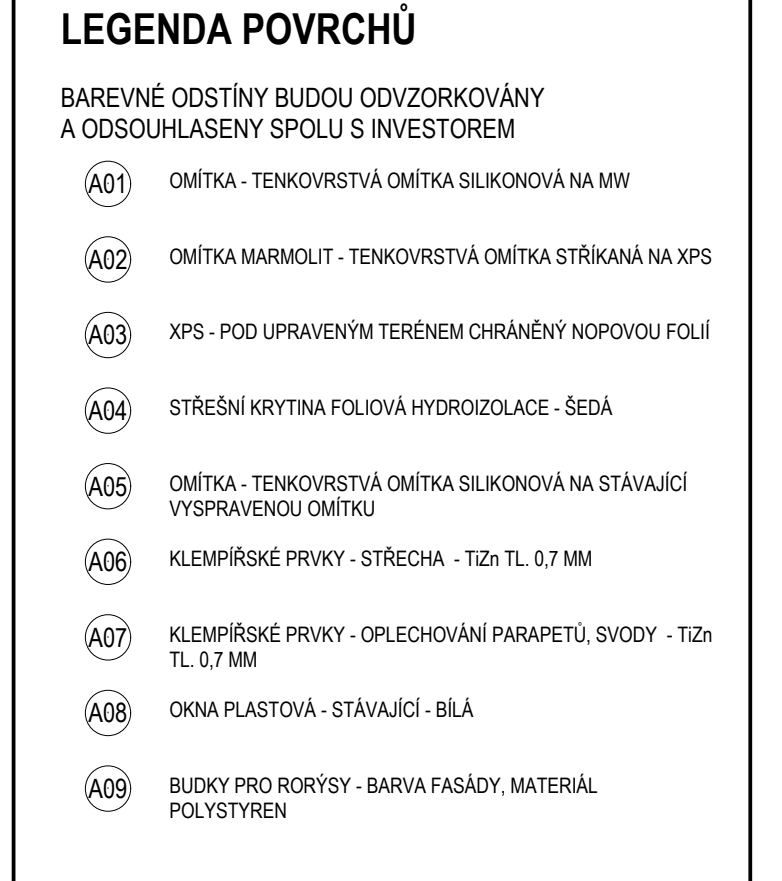 LEGENDA POVRCHŮ
BAREVNÉ ODSTÍNY BUDOU ODVZORKOVÁNY
A ODSOUHLASENY SPOLU S INVESTOREM
A01 OMÍTKA - TENKOVRSTVÁ OMÍTKA SILIKONOVÁ NA MW
A02 OMÍTKA MARMOLIT - TENKOVRSTVÁ OMÍTKA STŘÍKANÁ NA XPS
A03 XPS - POD UPRAVENÝM TERÉNEM CHRÁNĚNÝ NOPOVOU FOLIÍ
A04 STŘEŠNÍ KRYTINA FOLIOVÁ HYDROIZOLACE - ŠEDÁ
A05 OMÍTKA - TENKOVRSTVÁ OMÍTKA SILIKONOVÁ NA STÁVAJÍCÍ
VYSPRAVENOU OMÍTKU
A06 KLEMPÍŘSKÉ PRVKY - STŘECHA - TiZn TL. 0,7 MM
A07 KLEMPÍŘSKÉ PRVKY - OPLECHOVÁNÍ PARAPETŮ, SVODY - TiZn
TL. 0,7 MM
A08 OKNA PLASTOVÁ - STÁVAJÍCÍ - BÍLÁ
A09 BUDKY PRO RORÝSY - BARVA FASÁDY, MATERIÁL
POLYSTYREN